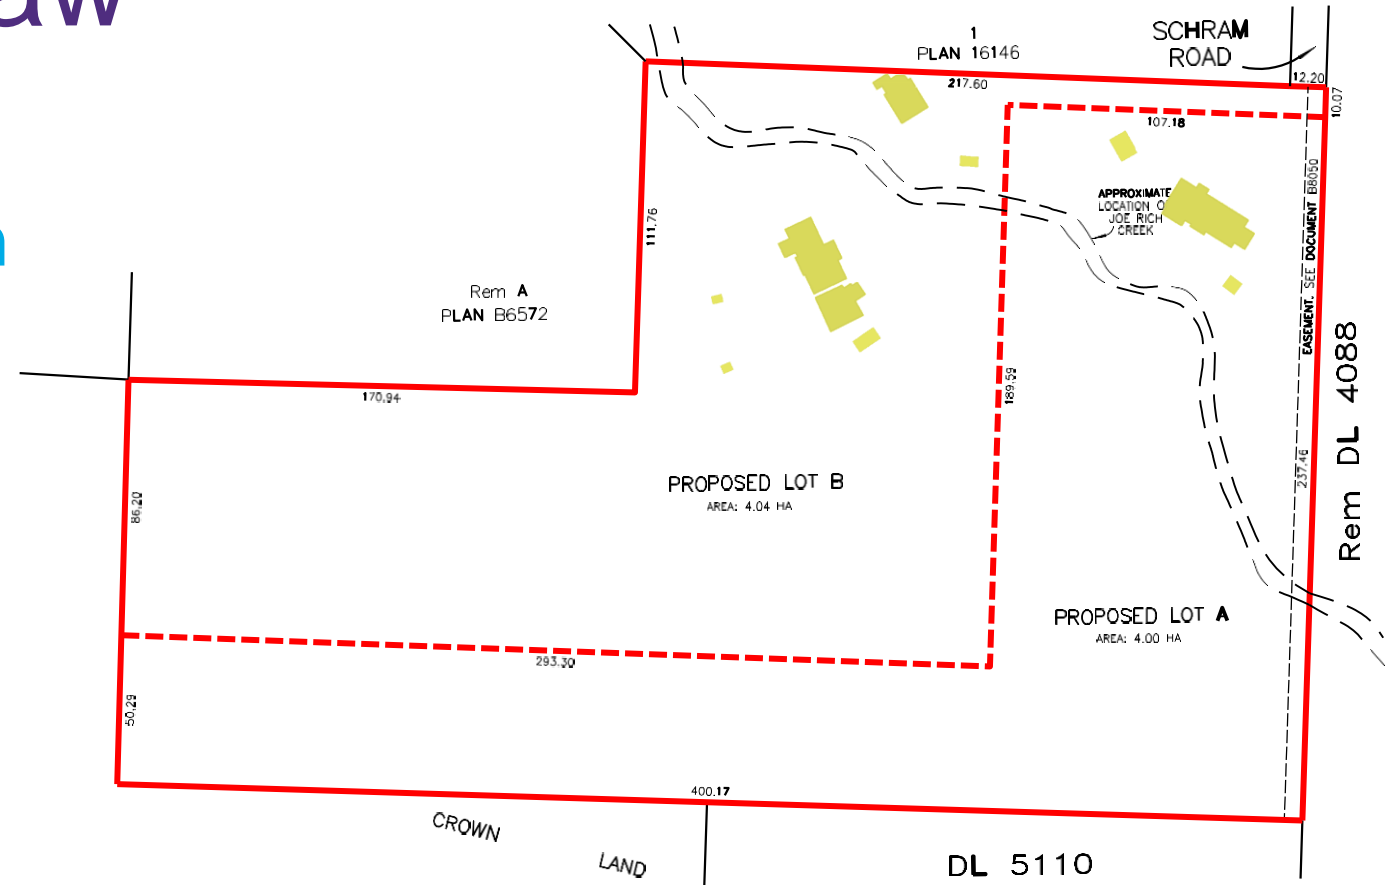 aw
n
1
PLAN 16146
SCHRAM
ROAD
217.60
12.20
10.07
107.18
APPROXIMATE
LOCATION O
JOE RICH
CREEK
EASEMENT, SEE DOCUMENT B8050
111.76
Rem A
PLAN B6572
170.94
189.59
Rem DL 4088
237.46
86.20
PROPOSED LOT B
AREA: 4.04 HA
PROPOSED LOT A
AREA: 4.00 HA
293.30
50.29
400.17
CROWN
LAND
DL 5110